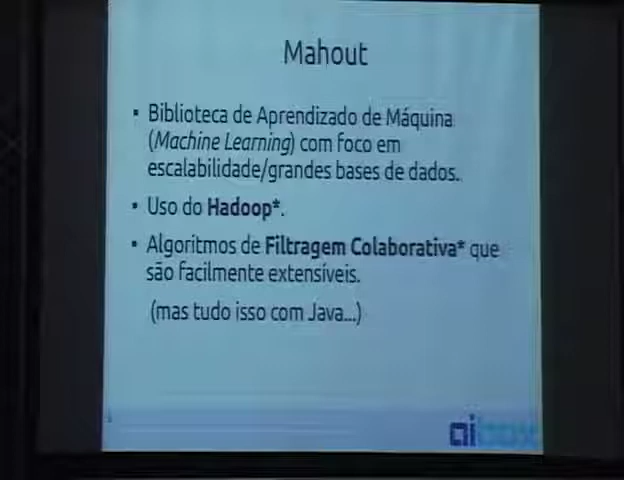 Mahout
▪ Biblioteca de Aprendizado de Máquina
(Machine Learning) com foco em
escalabilidade/grandes bases de dados.
▪ Uso do Hadoop*.
▪ Algoritmos de Filtragem Colaborativa* que
são facilmente extensíveis.
(mas tudo isso com Java...)
aibox